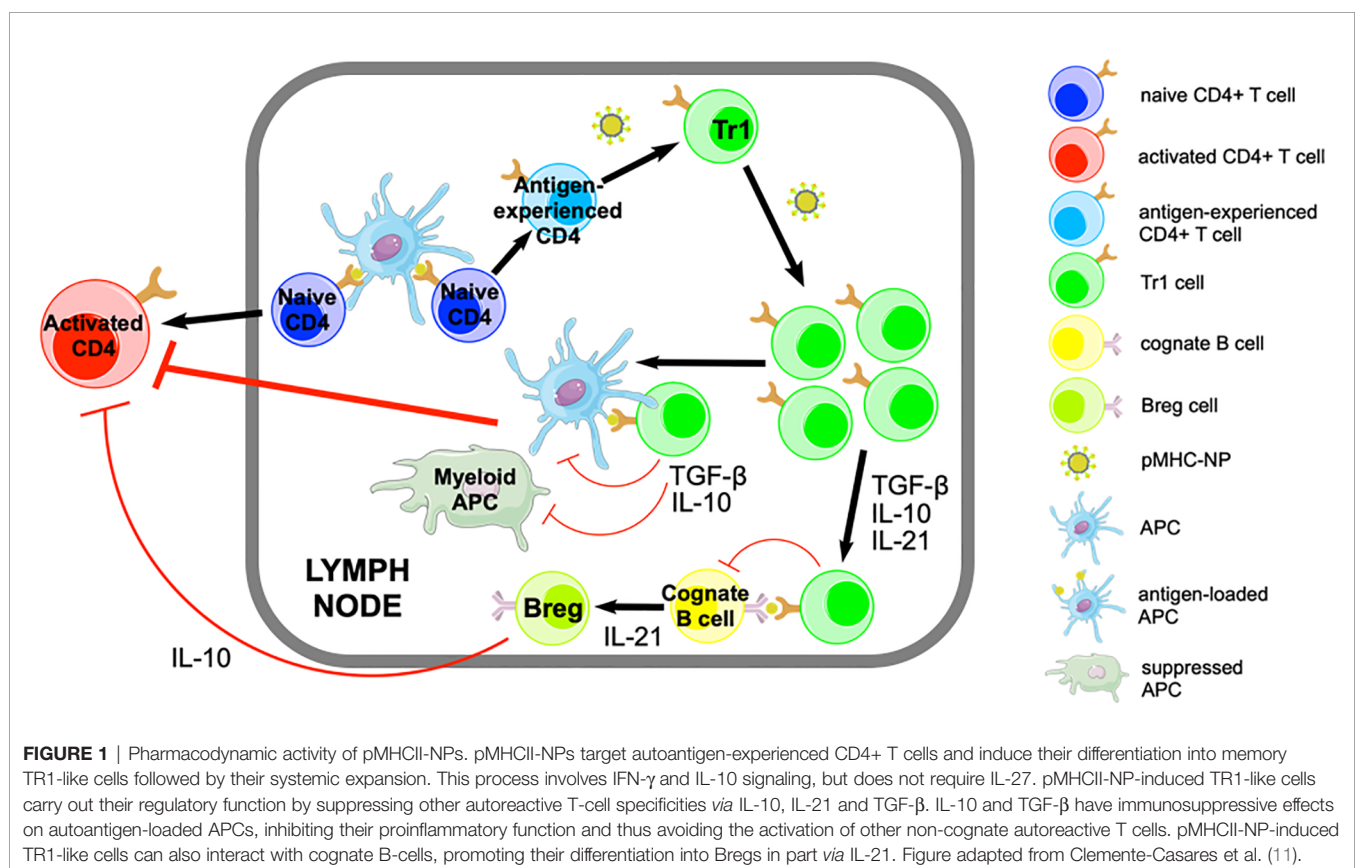 Tr1
Antigen-
experienced
CD4
Naive
CD4
Naive
CD4
Activated
CD4
TGF-β
IL-10
Myeloid
APC
TGF-β
IL-10
IL-21
LYMPH
NODE
Breg
Cognate
B cell
IL-21
IL-10
naive CD4+ T cell
activated CD4+ T cell
antigen-experienced
CD4+ T cell
Tr1 cell
cognate B cell
Breg cell
pMHC-NP
APC
antigen-loaded
APC
suppressed
APC
FIGURE 1 | Pharmacodynamic activity of pMHCII-NPs. pMHCII-NPs target autoantigen-experienced CD4+ T cells and induce their differentiation into memory
TR1-like cells followed by their systemic expansion. This process involves IFN-γ and IL-10 signaling, but does not require IL-27. pMHCII-NP-induced TR1-like cells
carry out their regulatory function by suppressing other autoreactive T-cell specificities via IL-10, IL-21 and TGF-β. IL-10 and TGF-β have immunosuppressive effects
on autoantigen-loaded APCs, inhibiting their proinflammatory function and thus avoiding the activation of other non-cognate autoreactive T cells. pMHCII-NP-induced
TR1-like cells can also interact with cognate B-cells, promoting their differentiation into Bregs in part via IL-21. Figure adapted from Clemente-Casares et al. (11).